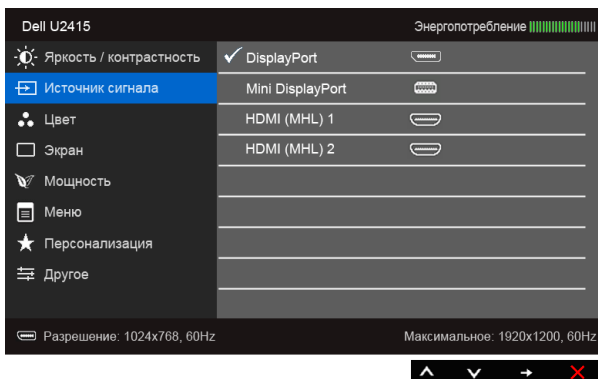 Dell U2415 Энергопотребление
Яркость / контрастность DisplayPort
Источник сигнала Mini DisplayPort
Цвет HDMI (MHL) 1
Экран HDMI (MHL) 2
Мощность
Меню
Персонализация
Другое
Разрешение: 1024x768, 60Hz Максимальное: 1920x1200, 60Hz